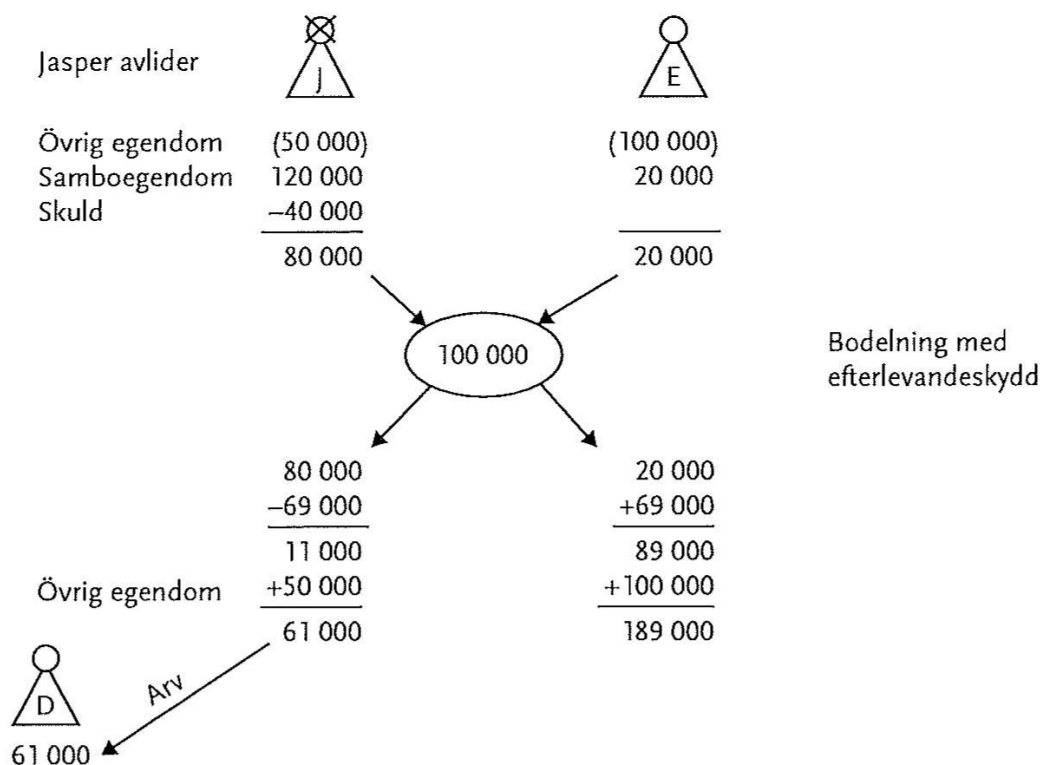 Jasper avlider J E
Övrig egendom (50 000) (100 000)
Samboegendom 120 000 20 000
Skuld –40 000
80 000 20 000
100 000
Bodelning med
efterlevandeskydd
80 000 20 000
–69 000 +69 000
11 000 89 000
Övrig egendom +50 000 +100 000
61 000 189 000
Arv
D
61 000